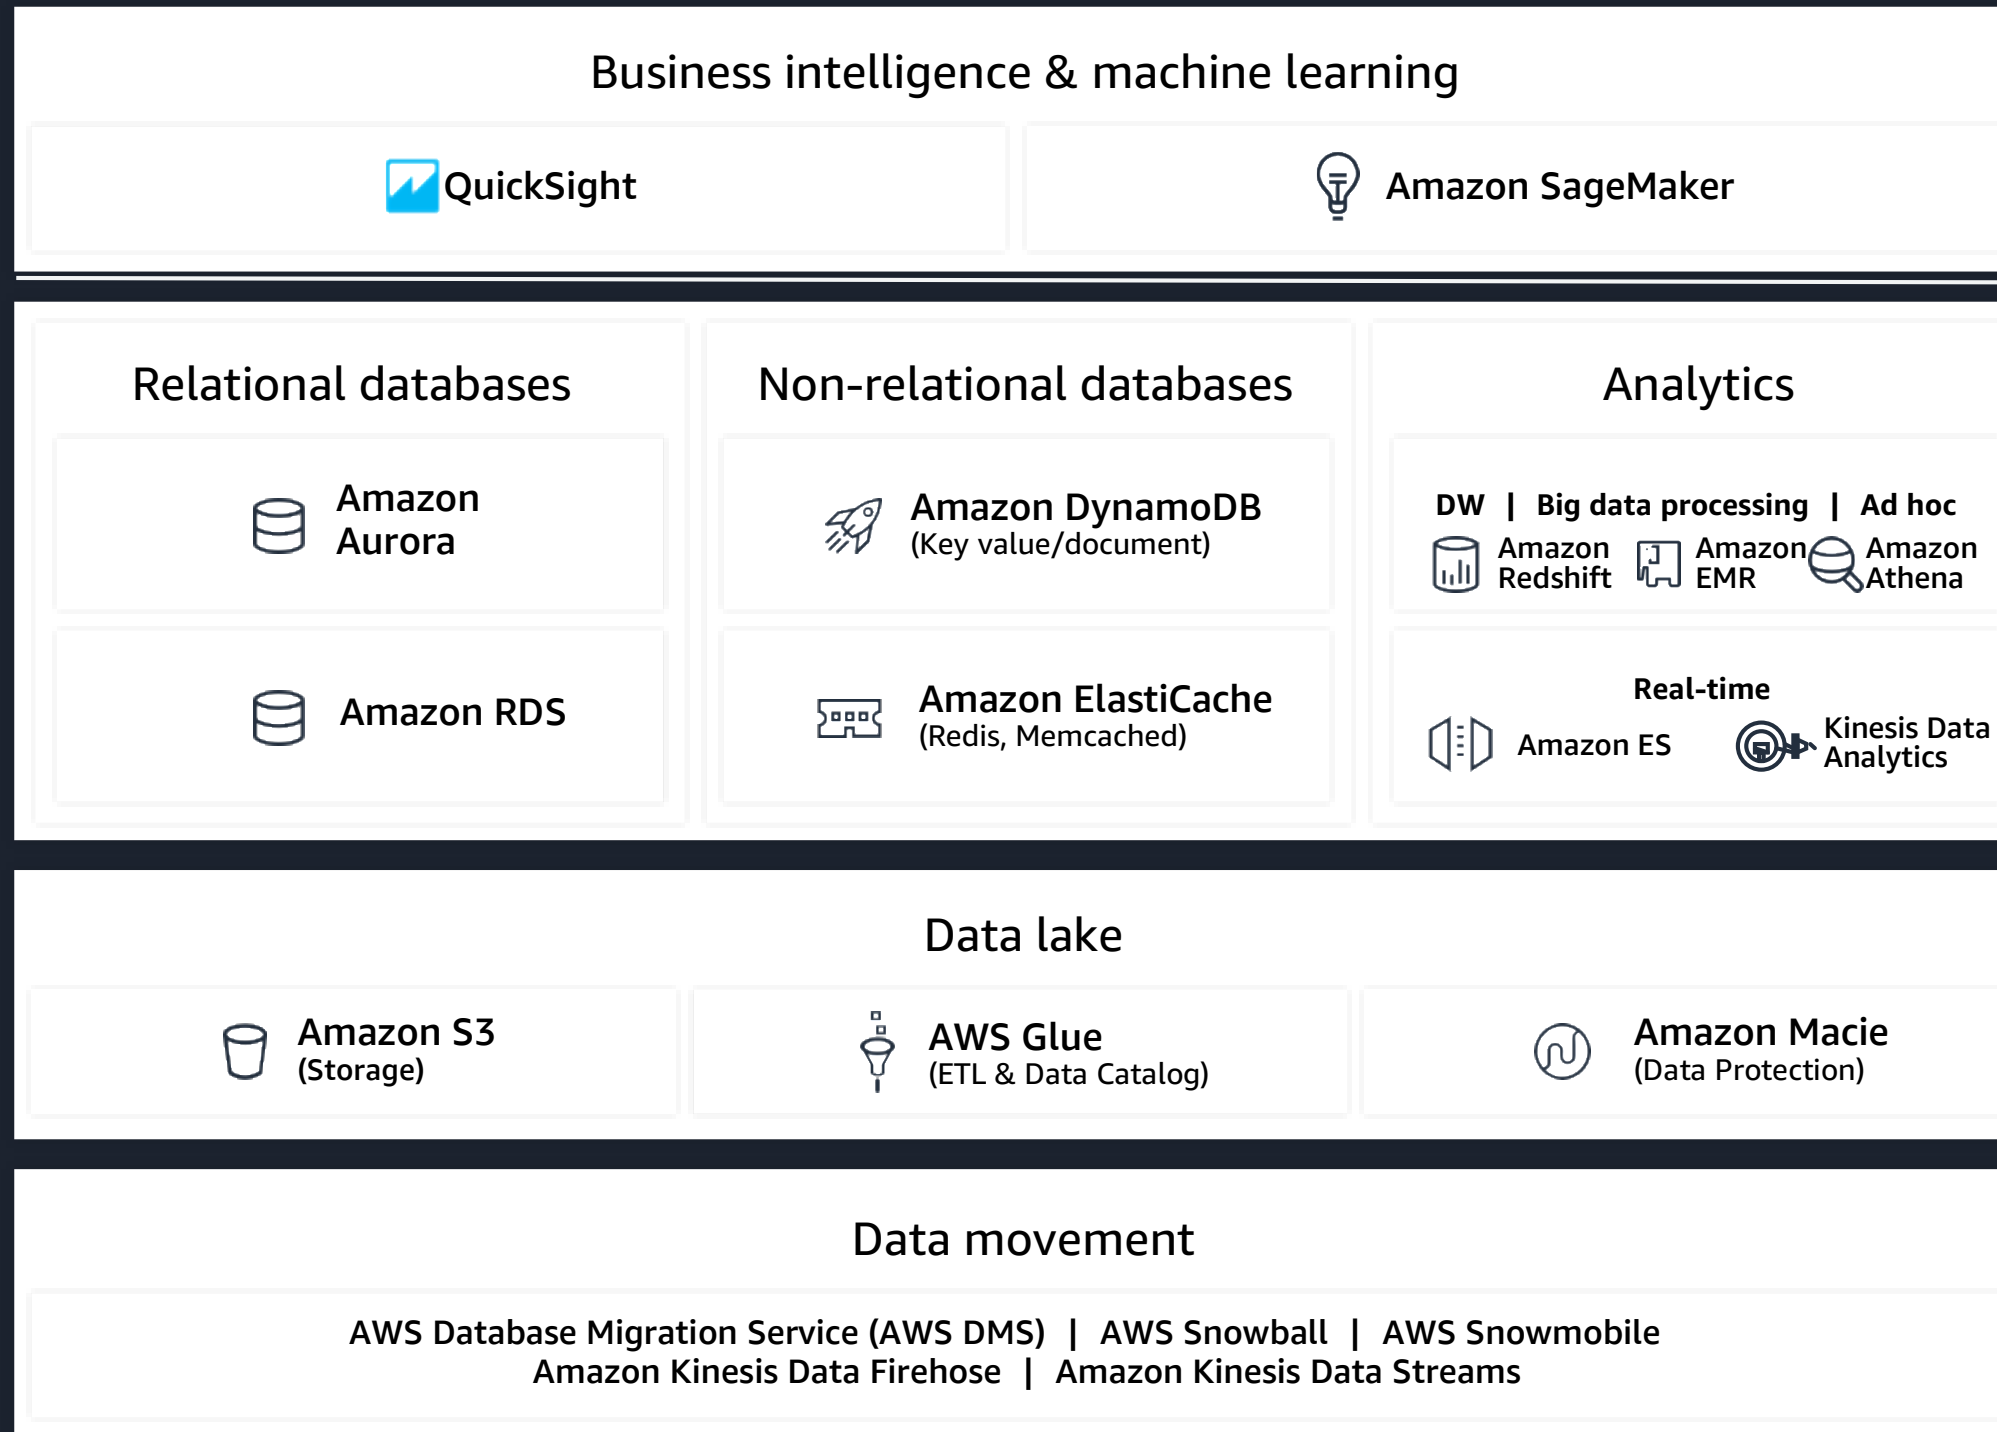 Business intelligence & machine learning
QuickSight
Amazon SageMaker
Relational databases
Amazon
Aurora
Amazon RDS
Non-relational databases
Amazon DynamoDB
(Key value/document)
Amazon ElastiCache
(Redis, Memcached)
Analytics
DW | Big data processing | Ad hoc
Amazon
Redshift
Amazon
EMR
Amazon
Athena
Real-time
Amazon ES
Kinesis Data
Analytics
Data lake
Amazon S3
(Storage)
AWS Glue
(ETL & Data Catalog)
Amazon Macie
(Data Protection)
Data movement
AWS Database Migration Service (AWS DMS) | AWS Snowball | AWS Snowmobile
Amazon Kinesis Data Firehose | Amazon Kinesis Data Streams